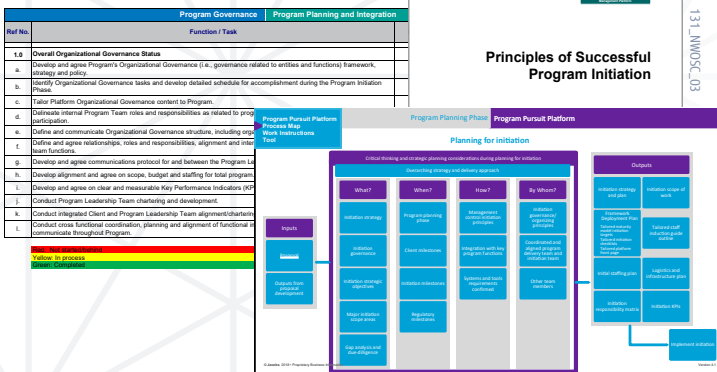 Program Governance
Program Planning and Integration
Ref No.
Function / Task
1.0
Overall Organizational Governance Status
a.
Develop and agree Program's Organizational Governance (i.e., governance related to entities and functions) framework,
strategy and policy.
b.
Identify Organizational Governance tasks and develop detailed schedule for accomplishment during the Program Initiation
Phase.
c.
Tailor Platform Organizational Governance content to Program.
d.
Delineate internal Program Team roles and responsibilities as related to prog
participation.
e.
Define and communicate Organizational Governance structure, including orga
f.
Define and agree relationships, roles and responsibilities, alignment and inter
team functions.
g.
Develop and agree communications protocol for and between the Program Le
h.
Develop alignment and agree on scope, budget and staffing for total program
i.
Develop and agree on clear and measurable Key Performance Indicators (KP
j.
Conduct Program Leadership Team chartering and development.
k.
Conduct integrated Client and Program Leadership Team alignment/chartering
l.
Conduct cross functional coordination, planning and alignment of functional in
communicate throughout Program.
Red: Not started/behind
Yellow: In process
Green: Completed
Principles of Successful
Program Initiation
131_NWOSC_03
Program Pursuit Platform
Process Map
Work Instructions
Tool
Program Planning Phase
Program Pursuit Platform
Planning for initiation
Critical thinking and strategic planning considerations during planning for initiation
Overarching strategy and delivery approach
Inputs
Outputs from
proposal
development
What?
Initiation strategy
Initiation
governance
Initiation strategic
objectives
Major initiation
scope areas
Gap analysis and
due-diligence
When?
Program planning
phase
Client milestones
Initiation milestones
Regulatory
milestones
How?
Management
control initiation
principles
Integration with key
program functions
Systems and tools
requirements
confirmed
By Whom?
Initiation
governance/
organizing
principles
Coordinated and
aligned program
delivery team and
initiation team
Other team
members
Outputs
Initiation strategy
and plan
Initiation scope of
work
Framework
Deployment Plan
Tailored maturity
model initiation
targets
Tailored initiation
checklists
Tailored platform
front page
Tailored staff
induction guide
outline
Initial staffing plan
Logistics and
infrastructure plan
Initiation
responsibility matrix
Initiation KPIs
Implement initiation